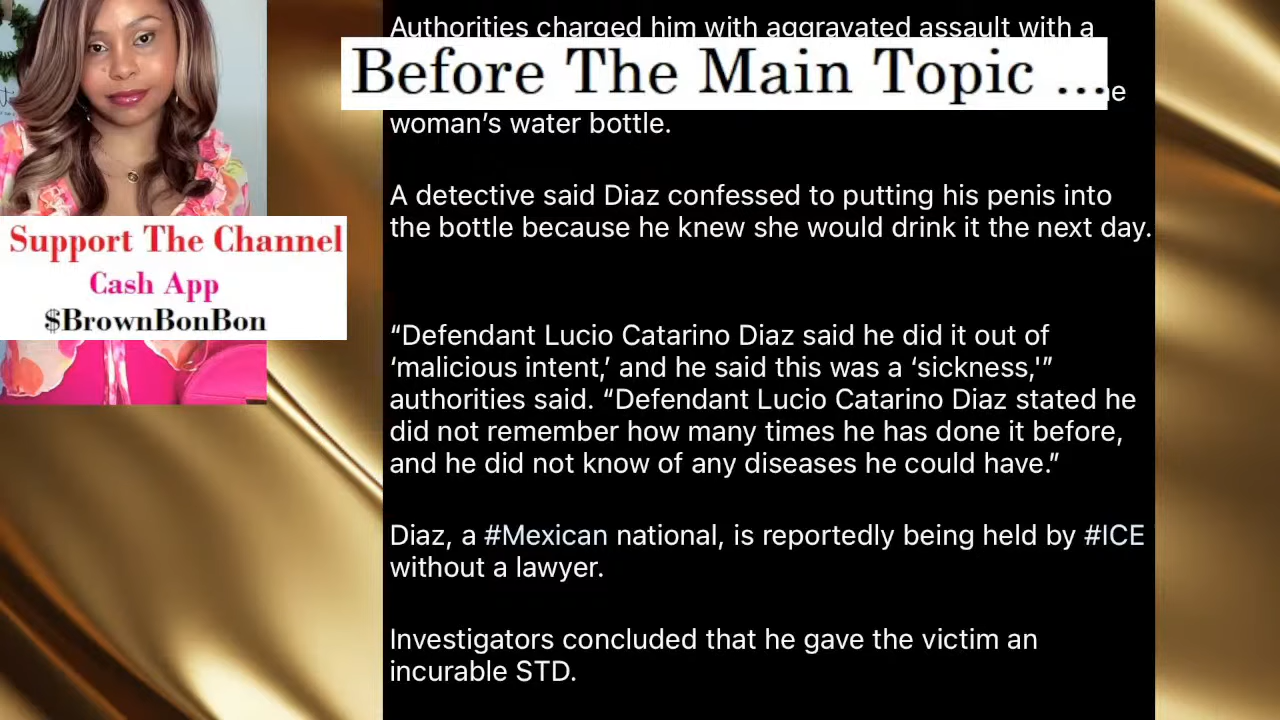 Authorities charged him with aggravated assault with a
Before The Main Topic ...
woman’s water bottle.
A detective said Diaz confessed to putting his penis into
the bottle because he knew she would drink it the next day.
Support The Channel
Cash App
$BrownBonBon
“Defendant Lucio Catarino Diaz said he did it out of
‘malicious intent,’ and he said this was a ‘sickness,'”
authorities said. “Defendant Lucio Catarino Diaz stated he
did not remember how many times he has done it before,
and he did not know of any diseases he could have.”
Diaz, a #Mexican national, is reportedly being held by #ICE
without a lawyer.
Investigators concluded that he gave the victim an
incurable STD.